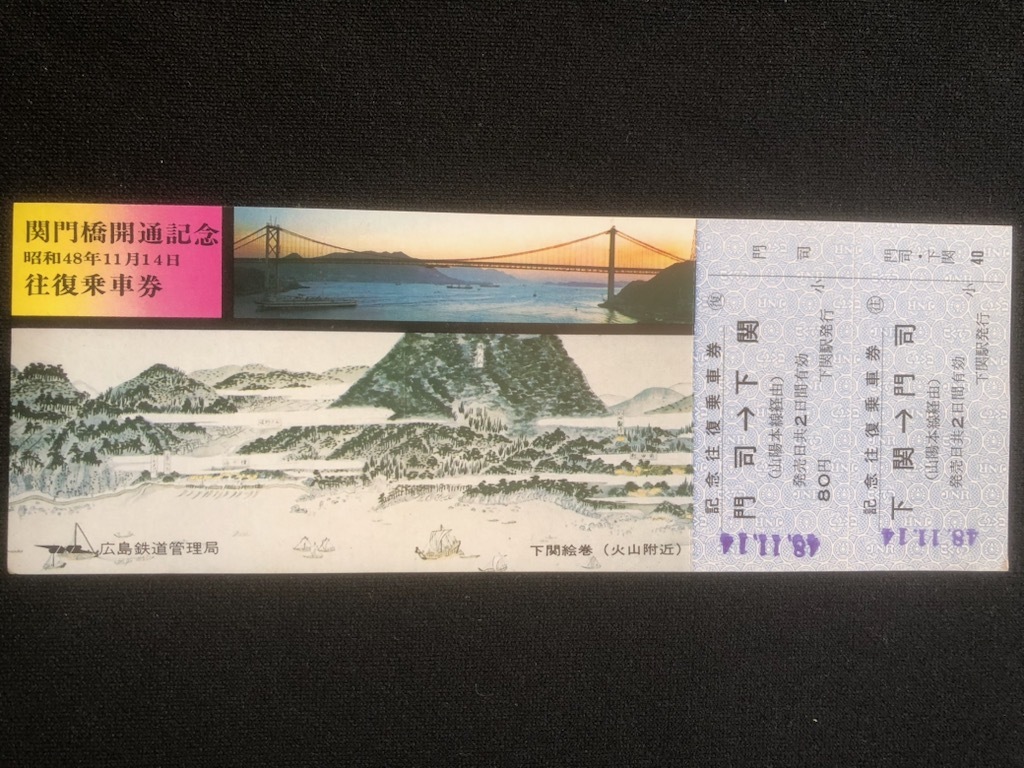 関門橋開通記念
昭和48年11月14日
往復乗車券
広島鉄道管理局
下関絵巻（火山附近）
記念往復乗車券 ㊝
門司→下関
(山陽本線経由)
発売日共2日間有効
80円 下関駅発行
48.11.14
門司
小
記念往復乗車券
下関→門司
(山陽本線経由)
発売日共2日間有効
下関駅発行
48.11.14
門司・下関
小 40